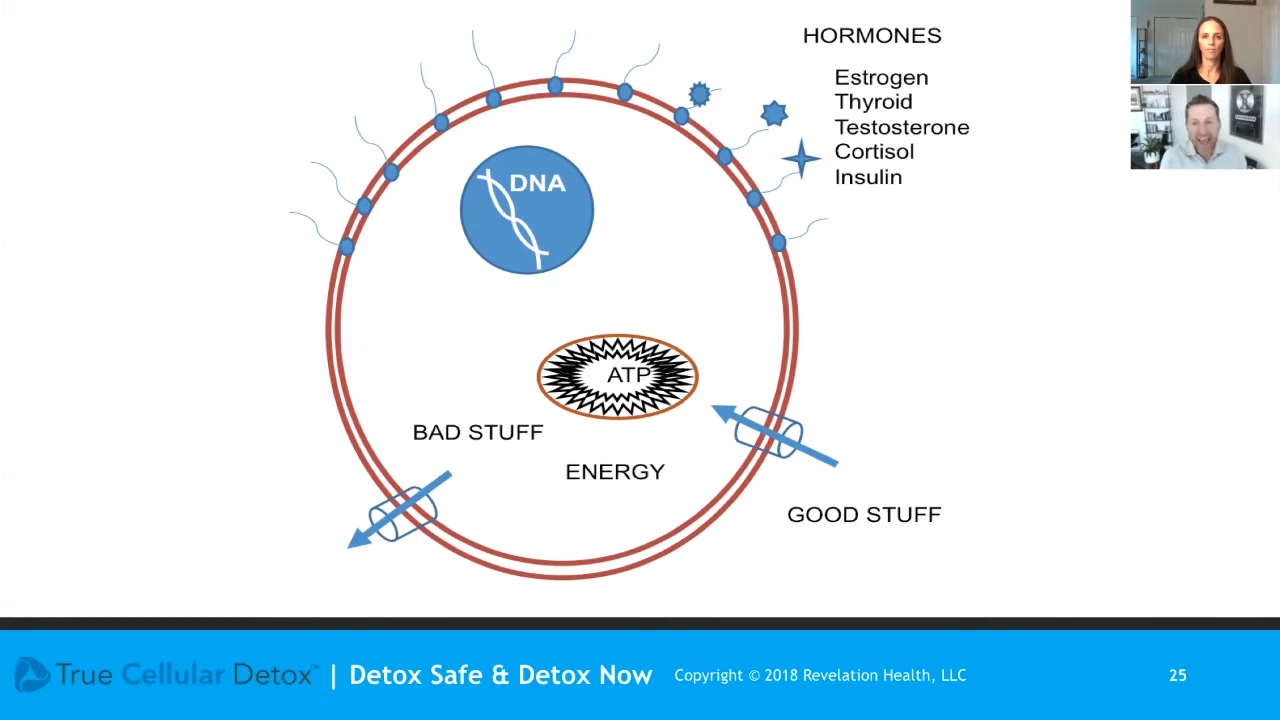 HORMONES
Estrogen
Thyroid
Testosterone
Cortisol
Insulin
DNA
ATP
BAD STUFF
ENERGY
GOOD STUFF
True Cellular Detox™ | Detox Safe & Detox Now Copyright © 2018 Revelation Health, LLC 25